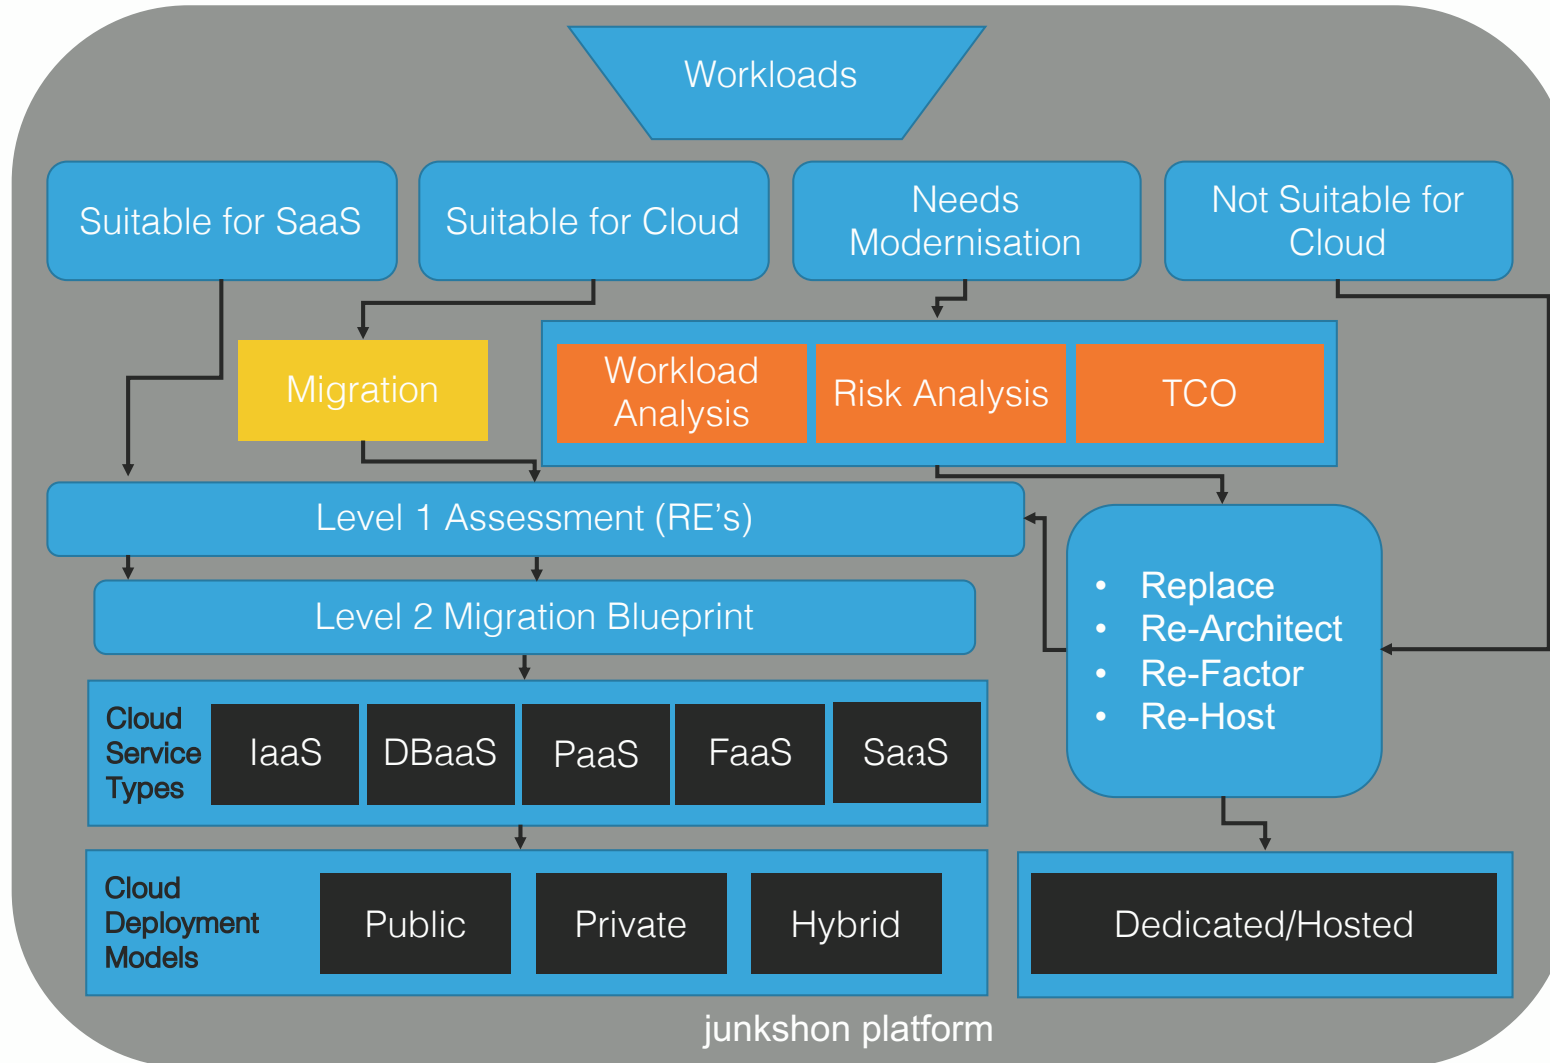 Workloads
Suitable for SaaS
Suitable for Cloud
Needs
Modernisation
Not Suitable for
Cloud
Migration
Workload
Analysis
Risk Analysis
TCO
Level 1 Assessment (RE's)
Level 2 Migration Blueprint
• Replace
• Re-Architect
• Re-Factor
• Re-Host
Cloud
Service
Types
IaaS
DBaaS
PaaS
FaaS
SaaS
Cloud
Deployment
Models
Public
Private
Hybrid
Dedicated/Hosted
junkshon platform